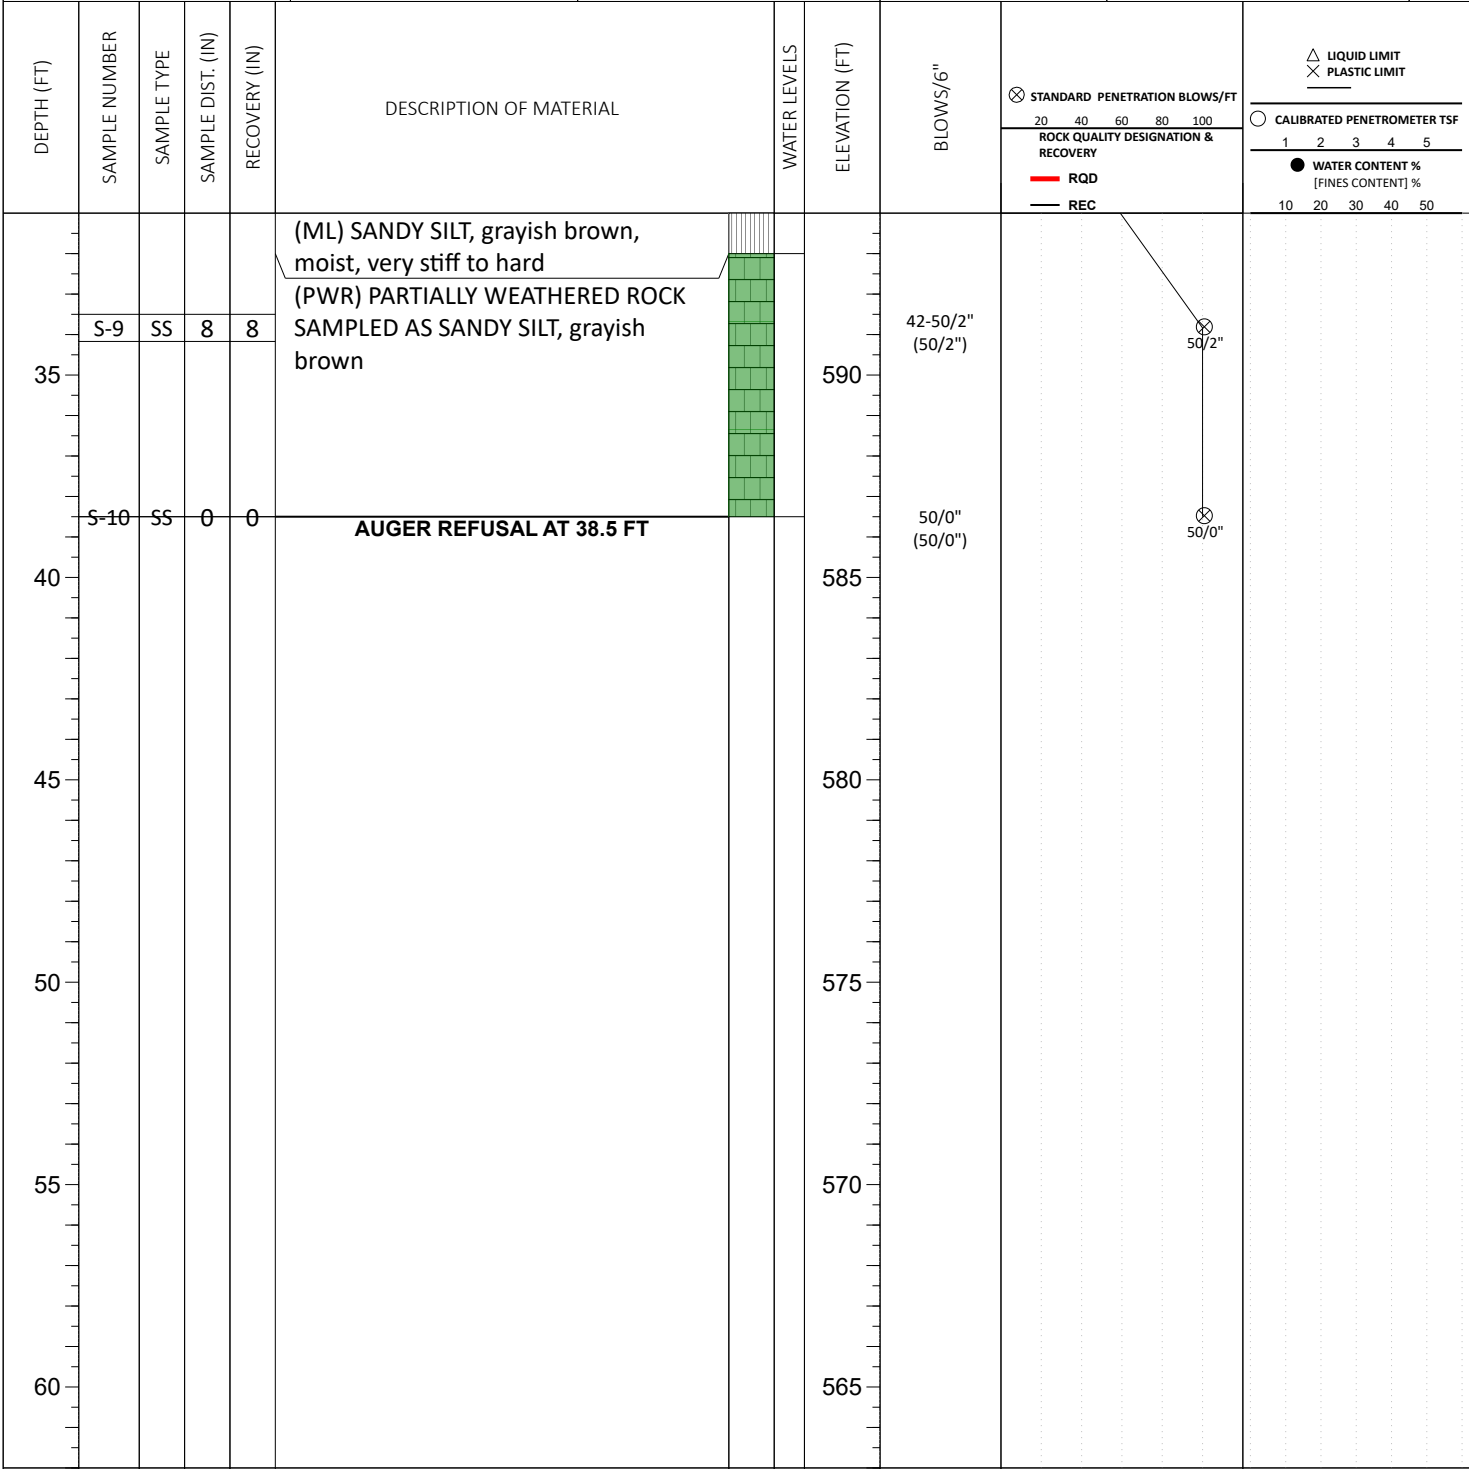 DEPTH (FT)
SAMPLE NUMBER
SAMPLE TYPE
SAMPLE DIST. (IN)
RECOVERY (IN)
DESCRIPTION OF MATERIAL
WATER LEVELS
ELEVATION (FT)
BLOWS/6"
STANDARD PENETRATION BLOWS/FT
20 40 60 80 100
ROCK QUALITY DESIGNATION &
RECOVERY
RQD
REC
LIQUID LIMIT
PLASTIC LIMIT
CALIBRATED PENETROMETER TSF
1 2 3 4 5
WATER CONTENT %
[FINES CONTENT] %
10 20 30 40 50
(ML) SANDY SILT, grayish brown,
moist, very stiff to hard
(PWR) PARTIALLY WEATHERED ROCK
SAMPLED AS SANDY SILT, grayish
brown
S-9 SS 8 8
42-50/2"
(50/2")
50/2"
35 590
S-10 SS 0 0
AUGER REFUSAL AT 38.5 FT
50/0"
(50/0")
50/0"
40 585
45 580
50 575
55 570
60 565